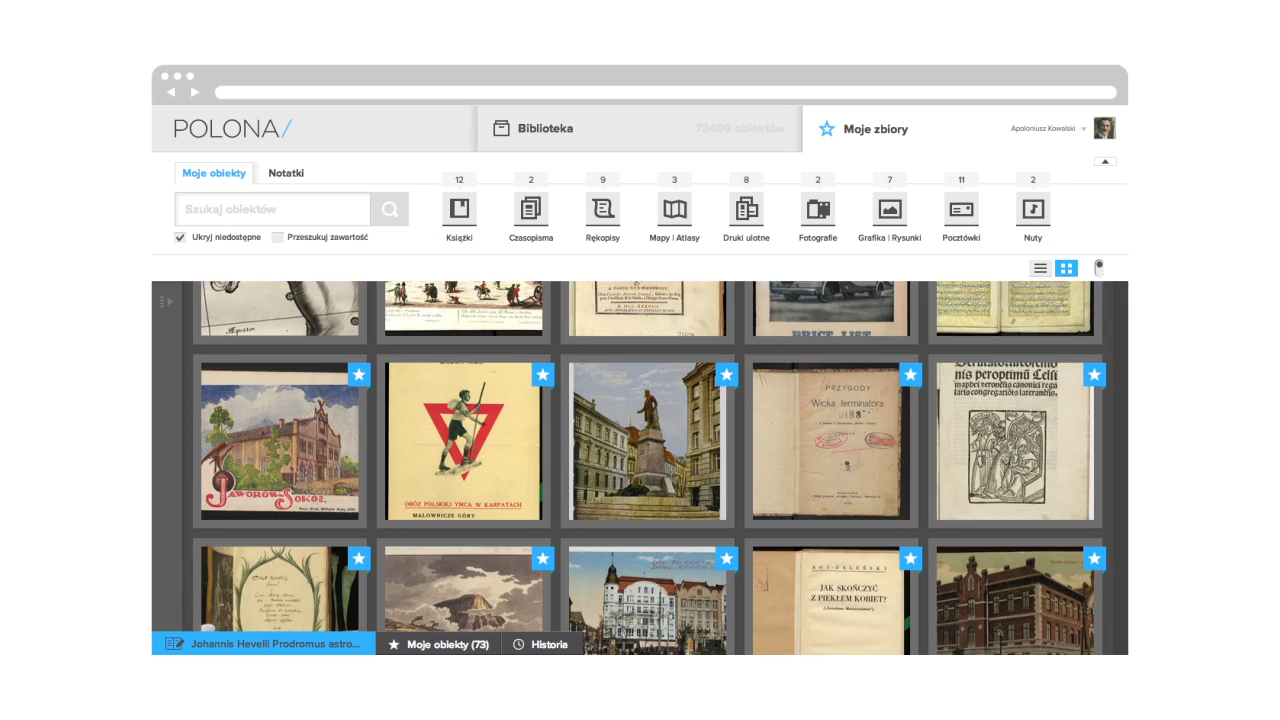 POLONA/
Biblioteka
73409 obiektów
Moje zbiory
Apoloniusz Kowalski
Moje obiekty
Notatki
Szukaj obiektów
Ukryj niedostępne
Przeszukuj zawartość
12
2
9
3
8
2
7
11
2
Książki
Czasopisma
Rękopisy
Mapy | Atlasy
Druki ulotne
Fotografie
Grafika | Rysunki
Pocztówki
Nuty
PRICE LIST
JAWORÓW-SOKÓŁ,
OBÓZ POLSKIEJ YMCA W KARPATACH
MALOWNICZE GÓRY
PRZYGODY
Wicka terminatora.
nis peroptimū Celsi
BOY-ŻELEŃSKI
JAK SKOŃCZYĆ
Z PIEKŁEM KOBIET?
Johannis Hevelii Prodromus astro...
Moje obiekty (73)
Historia